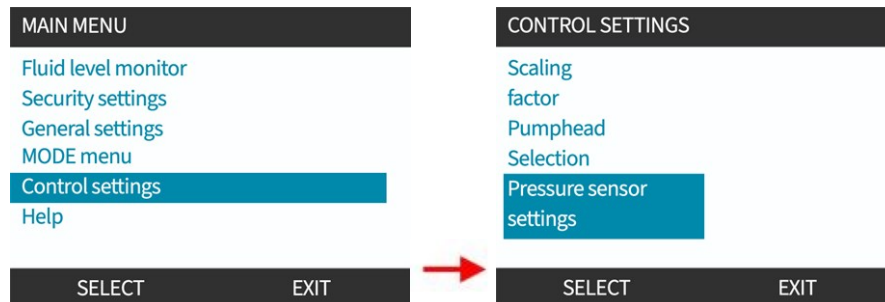 MAIN MENU
Fluid level monitor
Security settings
General settings
MODE menu
Control settings
Help
SELECT EXIT
CONTROL SETTINGS
Scaling
factor
Pumphead
Selection
Pressure sensor
settings
SELECT EXIT